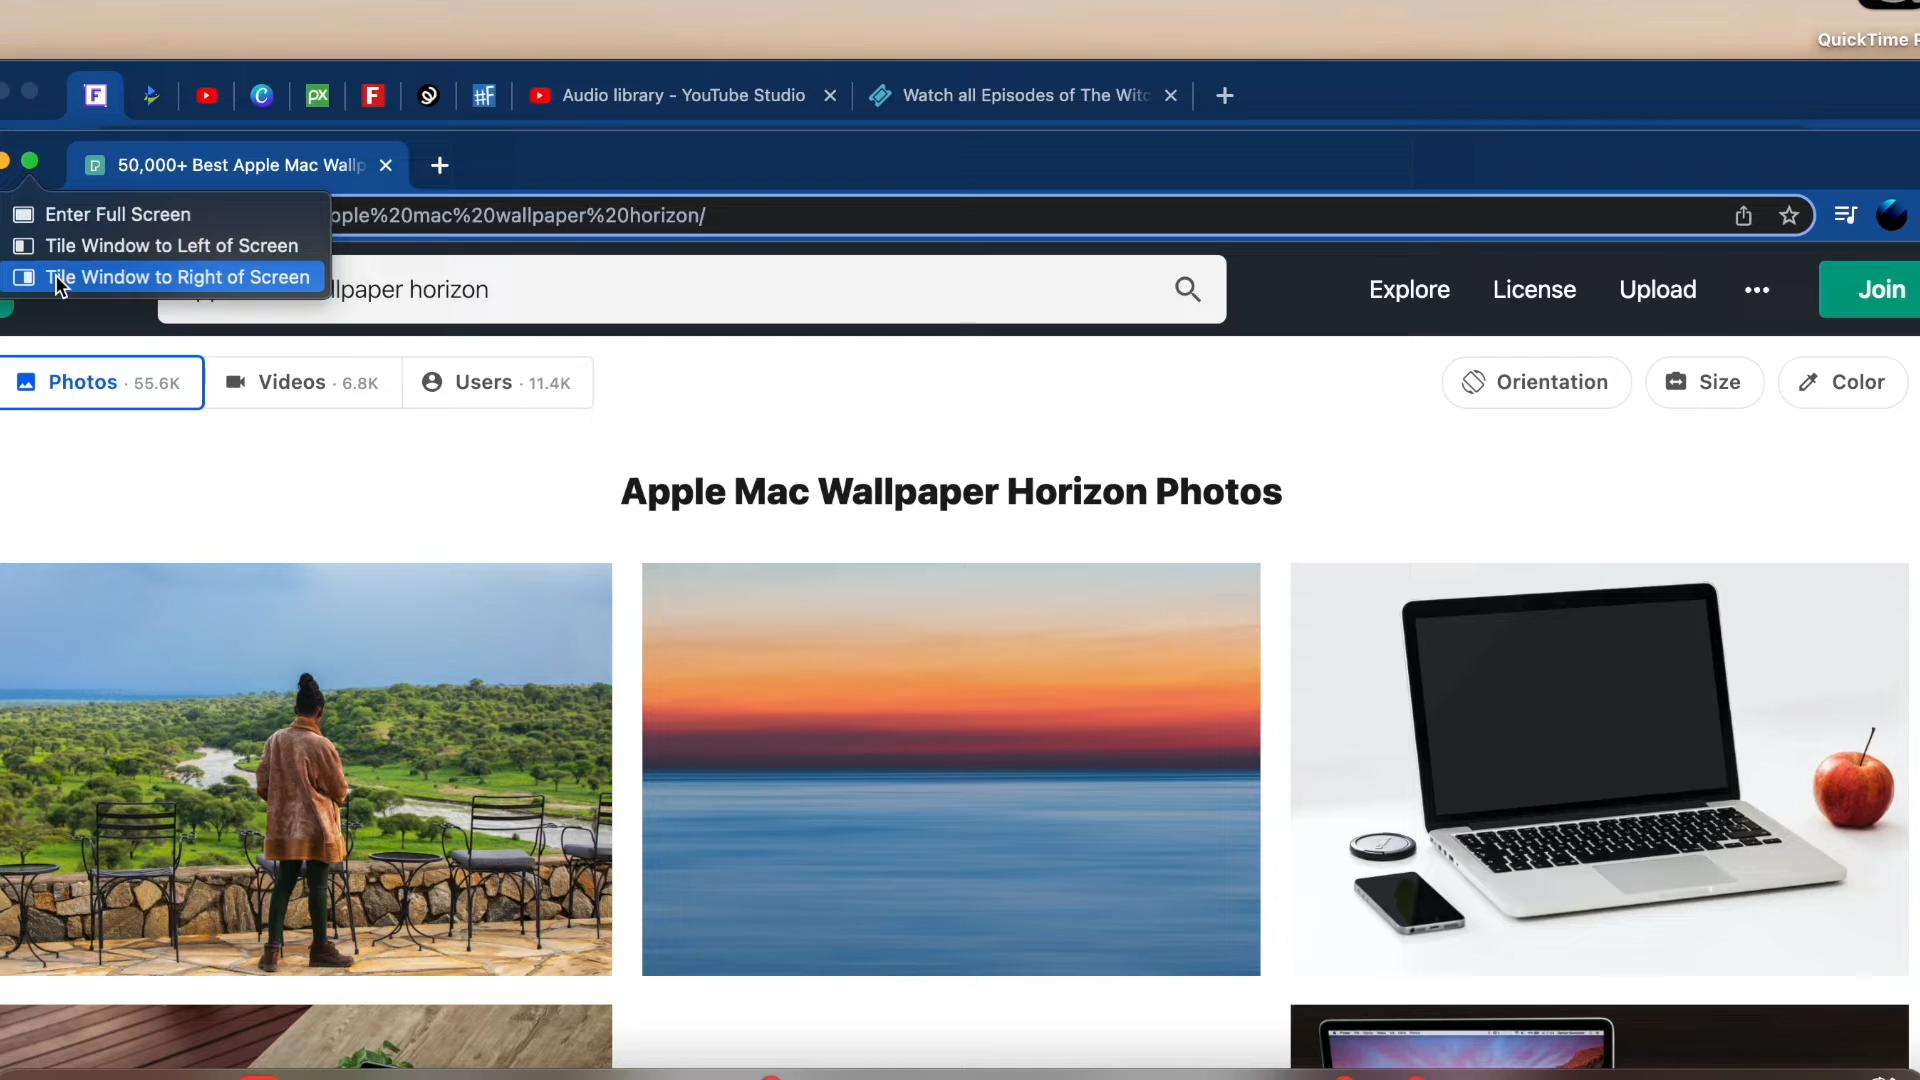 QuickTime P
F
px
F
#F
Audio library - YouTube Studio
Watch all Episodes of The Witc
50,000+ Best Apple Mac Wallp
Enter Full Screen
pple%20mac%20wallpaper%20horizon/
Tile Window to Left of Screen
Tile Window to Right of Screen
llpaper horizon
Explore
License
Upload
Join
Photos · 55.6K
Videos · 6.8K
Users · 11.4K
Orientation
Size
Color
Apple Mac Wallpaper Horizon Photos